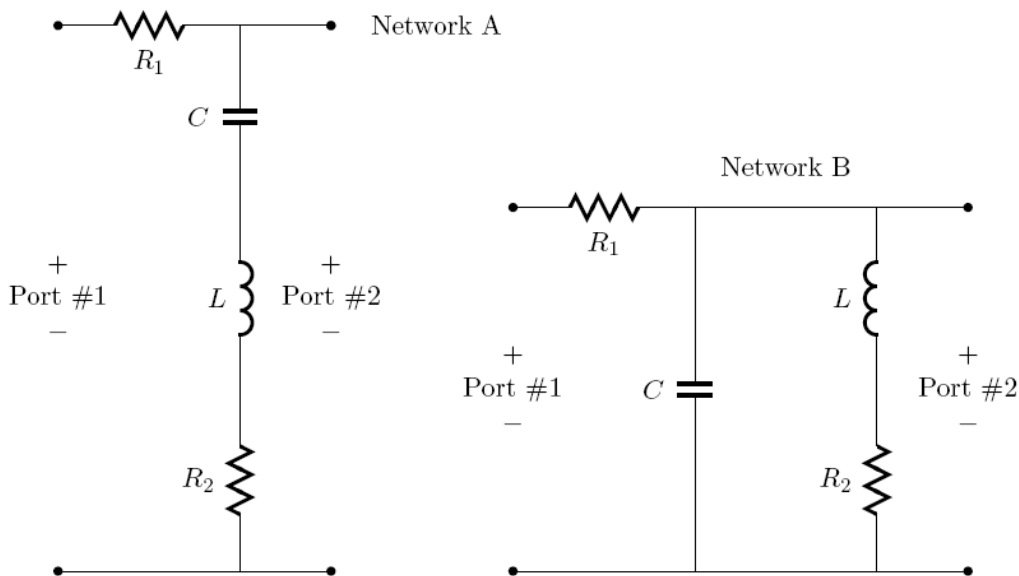 Network A
R₁
C
+
Port #1
−
L
+
Port #2
−
R₂
Network B
R₁
+
Port #1
−
C
L
+
Port #2
−
R₂